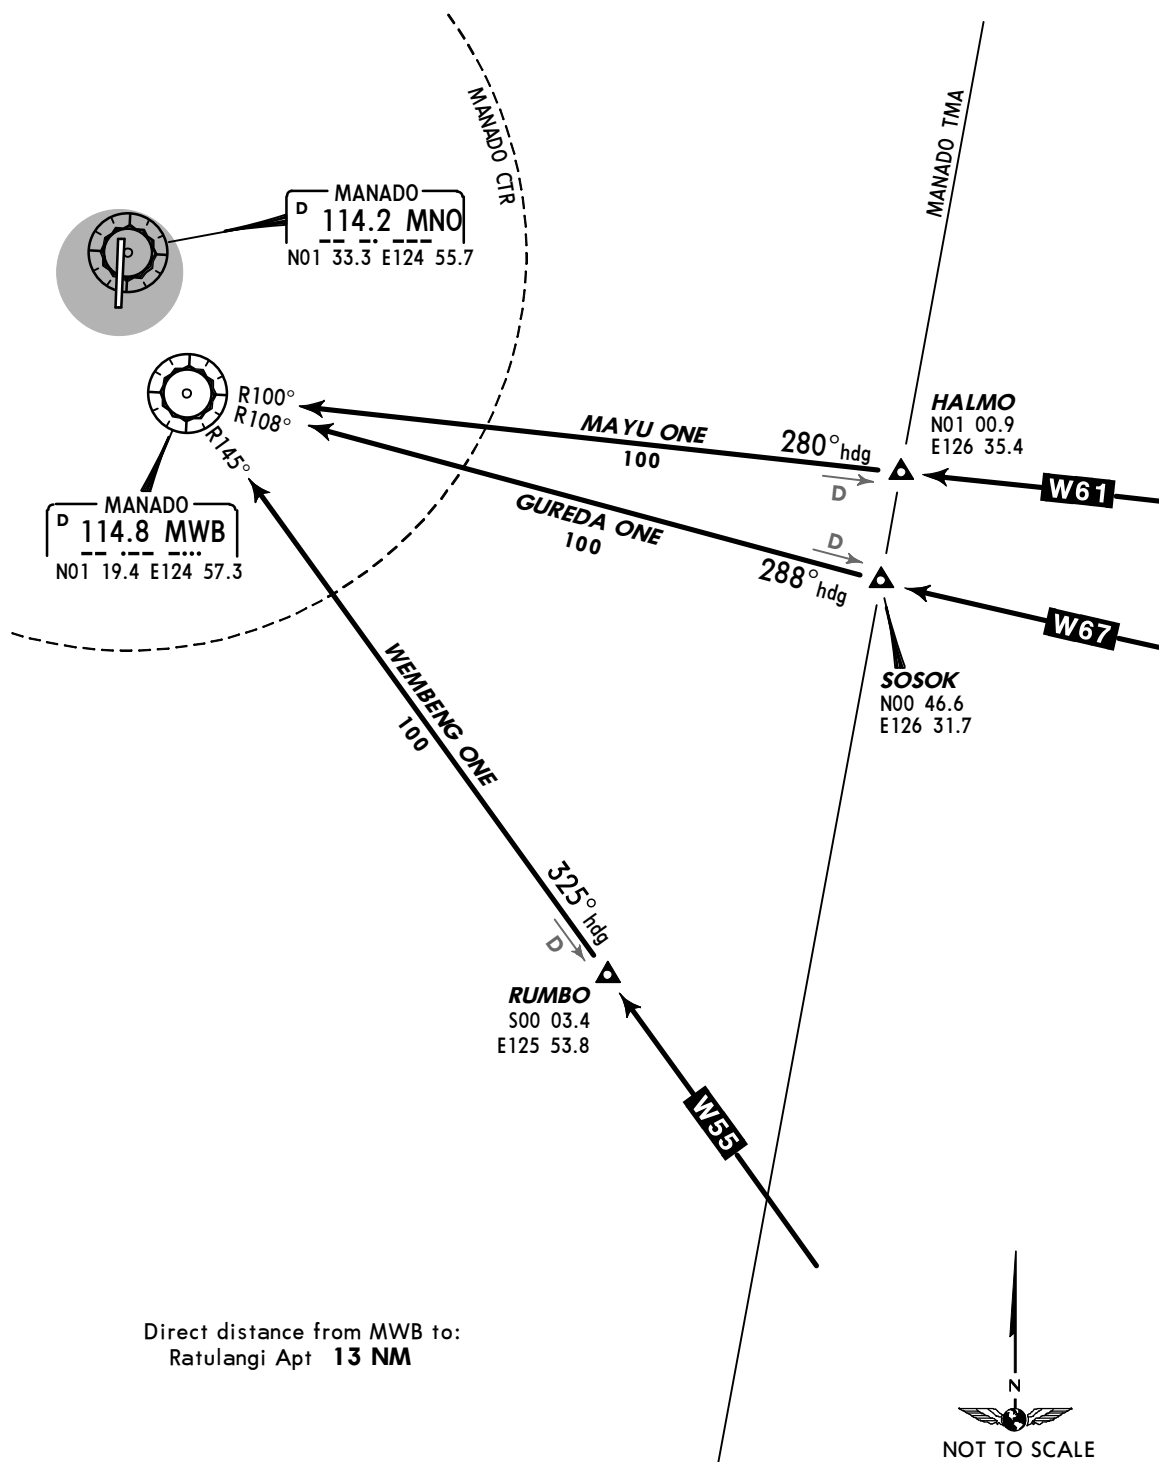 MANADO CTR
MANADO TMA
MANADO
D 114.2 MNO
N01 33.3 E124 55.7
R100°
R108°
R145°
MANADO
D 114.8 MWB
N01 19.4 E124 57.3
MAYU ONE
100
280° hdg
D
HALMO
N01 00.9
E126 35.4
W61
GUREDA ONE
100
D
288° hdg
W67
SOSOK
N00 46.6
E126 31.7
WEMBENG ONE
100
325° hdg
D
RUMBO
S00 03.4
E125 53.8
W55
Direct distance from MWB to:
Ratulangi Apt 13 NM
N
NOT TO SCALE